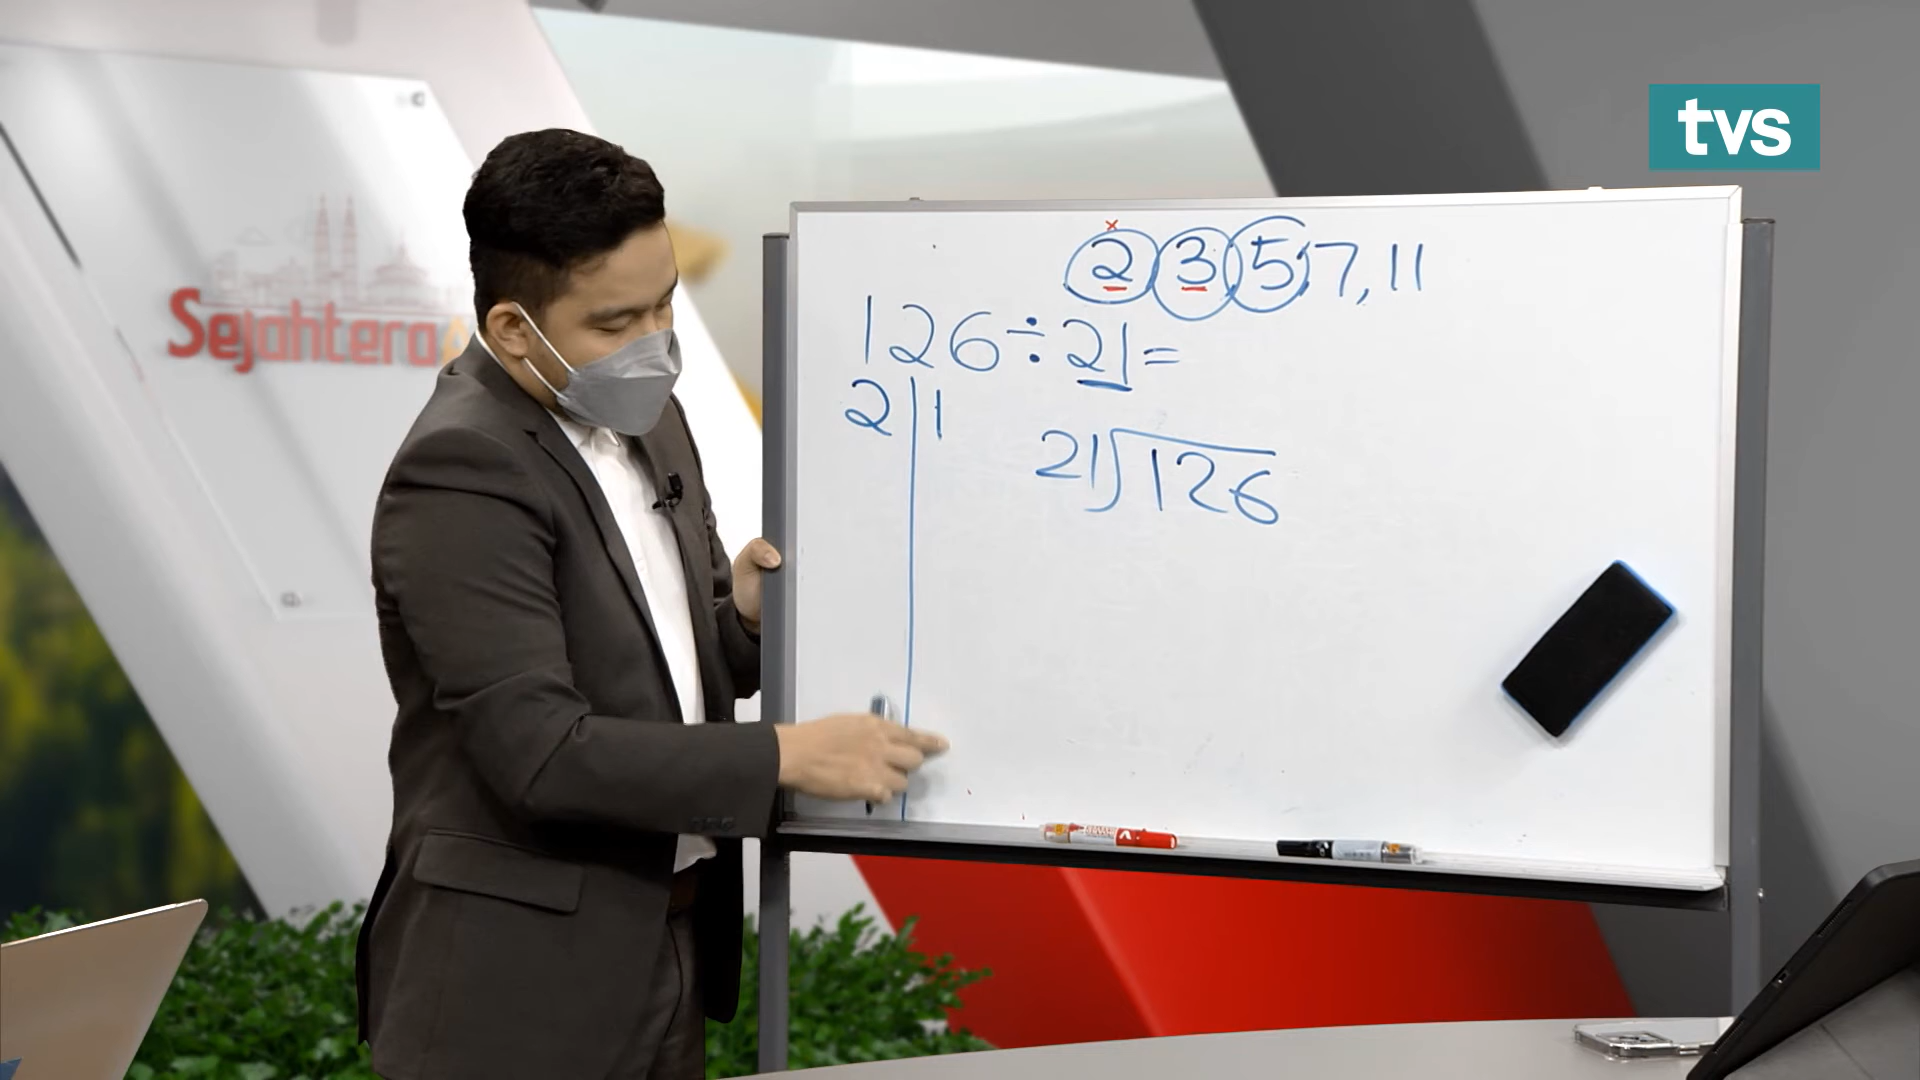 tvs
Sejahtera
2 3 5, 7, 11
126 ÷ 21 =
2 | 1
21)126